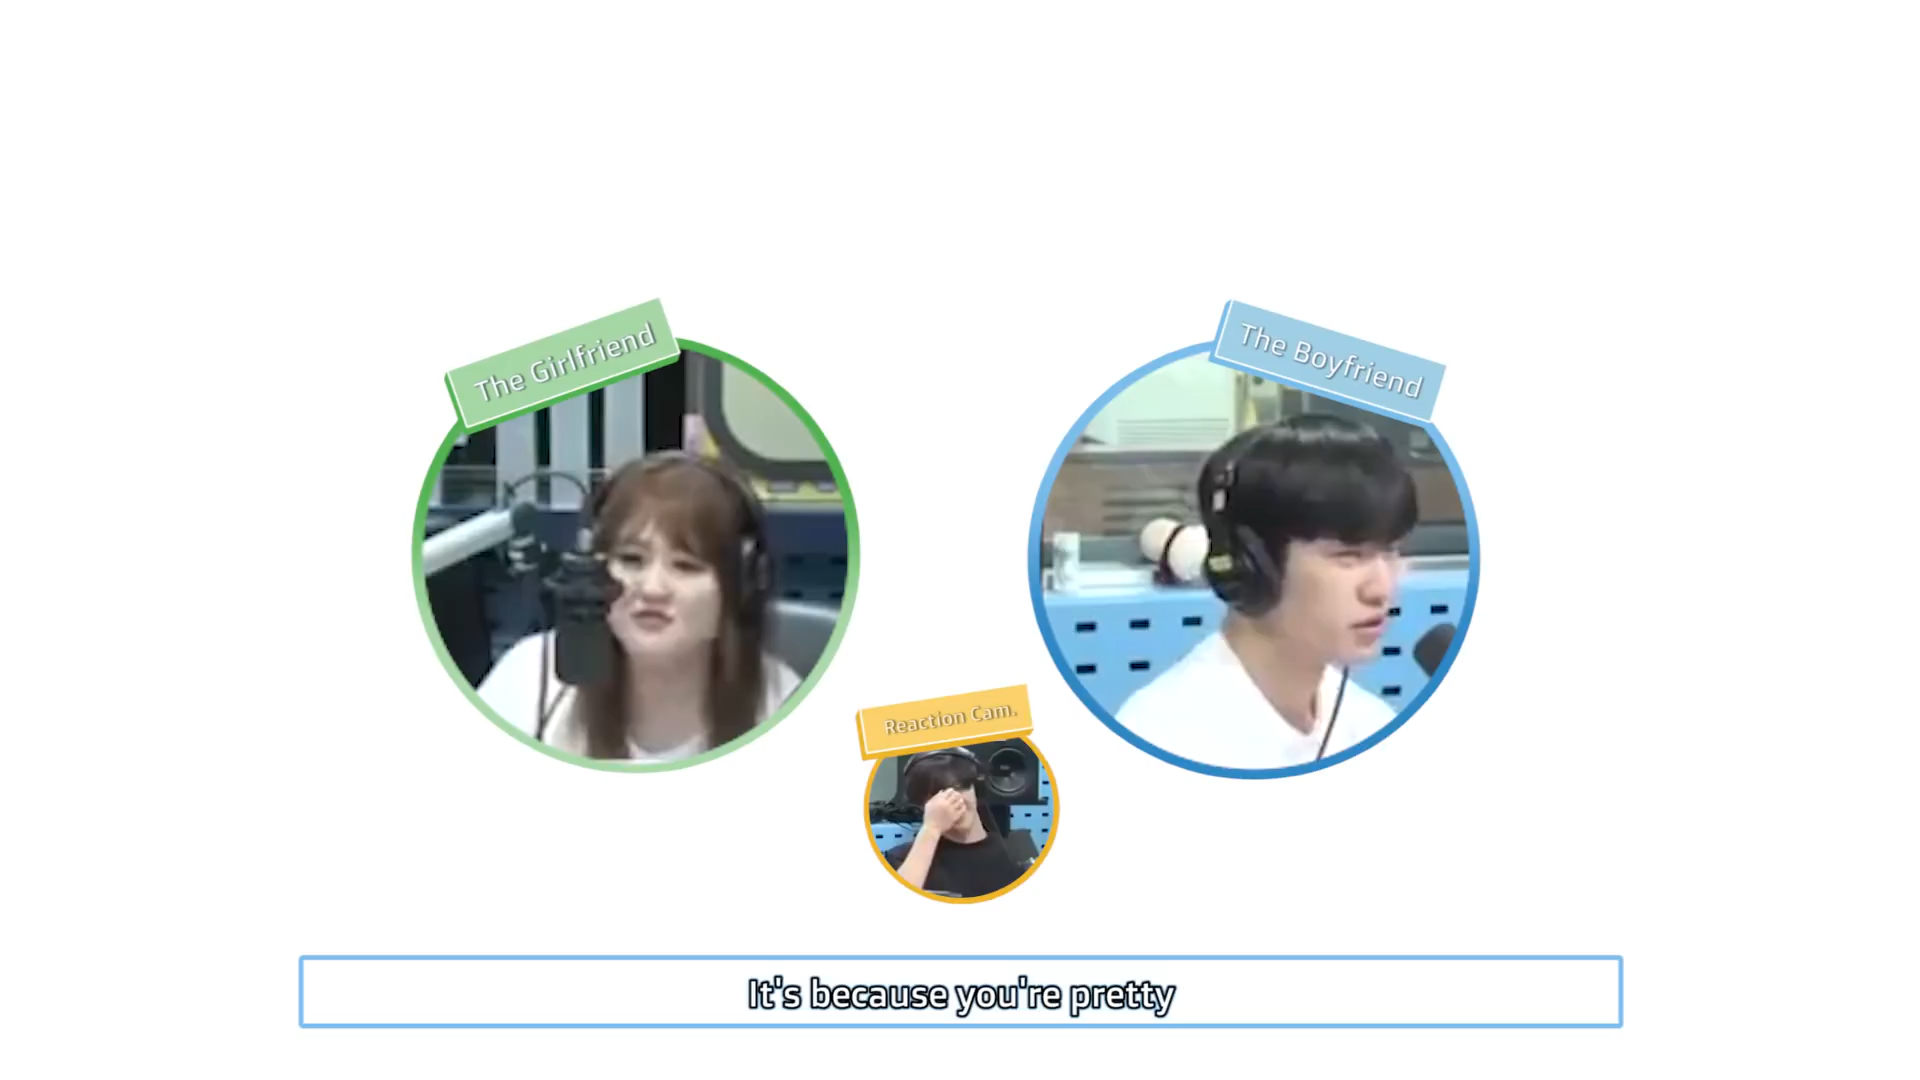 The Girlfriend
The Boyfriend
Reaction Cam.
It's because you're pretty